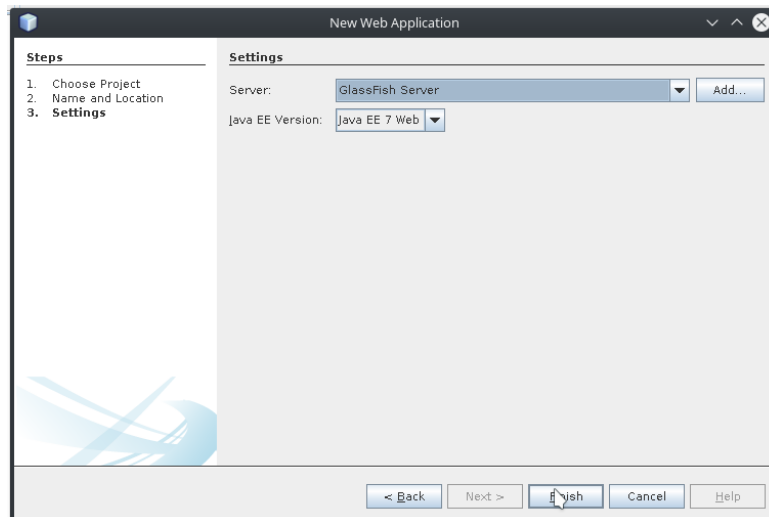 New Web Application
Steps
1. Choose Project
2. Name and Location
3. Settings
Settings
Server: GlassFish Server Add...
Java EE Version: Java EE 7 Web
< Back Next > Finish Cancel Help